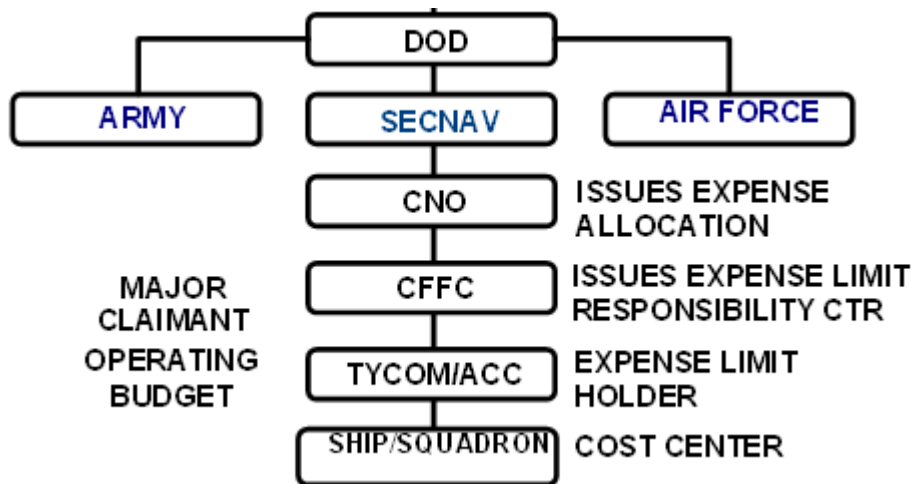 DOD
ARMY
SECNAV
AIR FORCE
CNO
ISSUES EXPENSE
ALLOCATION
MAJOR
CLAIMANT
CFFC
ISSUES EXPENSE LIMIT
RESPONSIBILITY CTR
OPERATING
BUDGET
TYCOM/ACC
EXPENSE LIMIT
HOLDER
SHIP/SQUADRON
COST CENTER